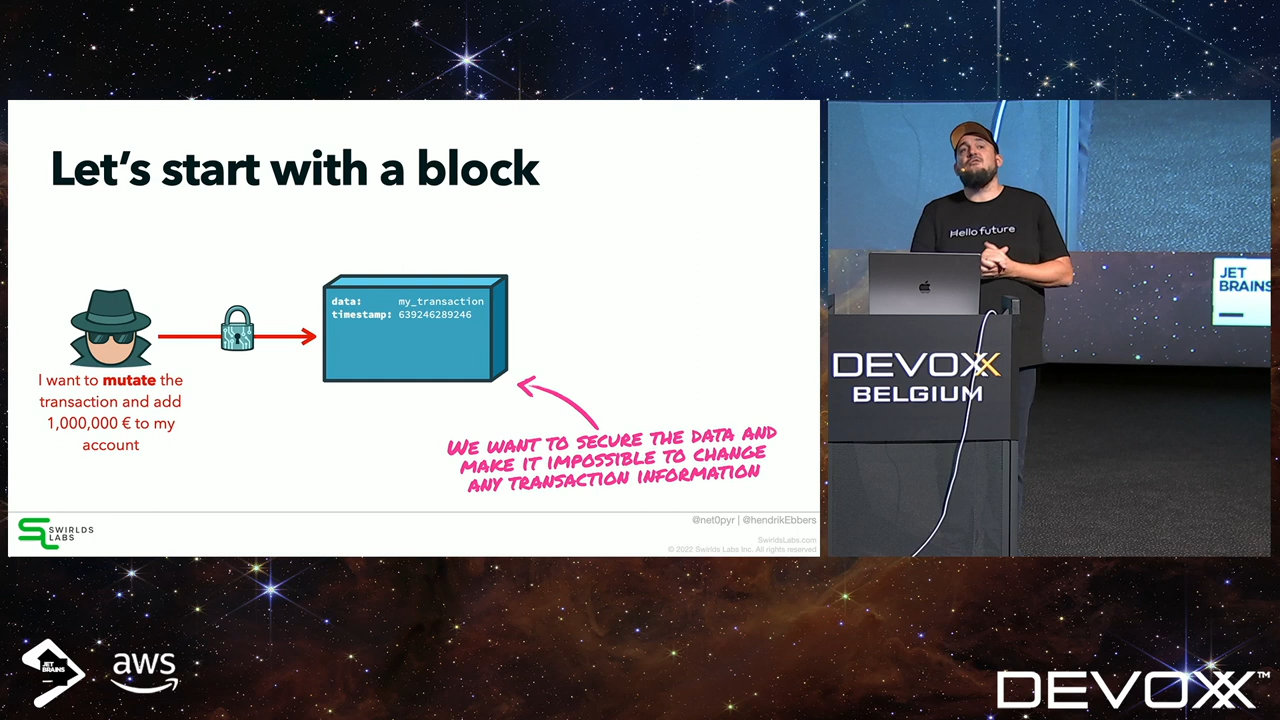 Let's start with a block
data: my_transaction
timestamp: 639246289246
I want to mutate the
transaction and add
1,000,000 € to my
account
WE WANT TO SECURE THE DATA AND
MAKE IT IMPOSSIBLE TO CHANGE
ANY TRANSACTION INFORMATION
SWIRLDS
LABS
@net0pyr | @hendrikEbbers
SwirldsLabs.com
© 2022 Swirlds Labs Inc. All rights reserved
Hello future
JET
BRAINS
DEVOXX
BELGIUM
JET
BRAINS
aws
DEVOXX™